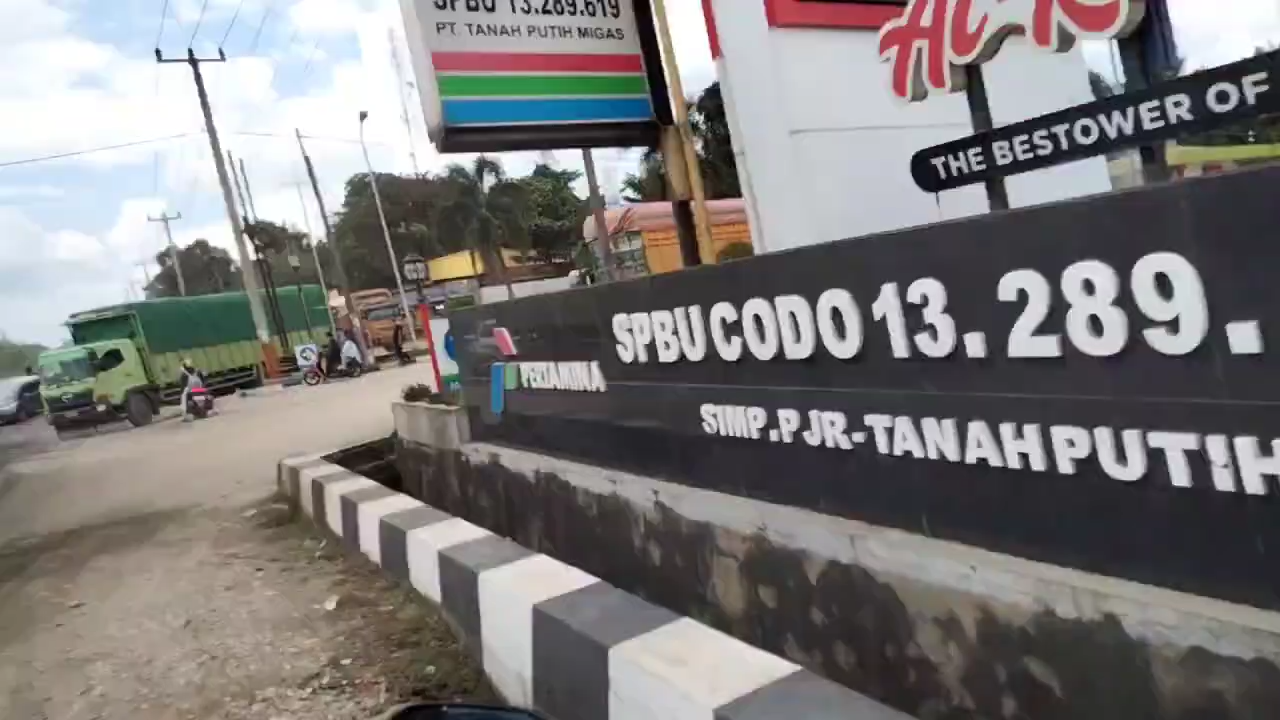 SPBU 13.289.619
PT. TANAH PUTIH MIGAS
THE BESTOWER OF
SPBU CODO 13.289.
PERTAMINA
SIMP.PJR-TANAH PUTIH